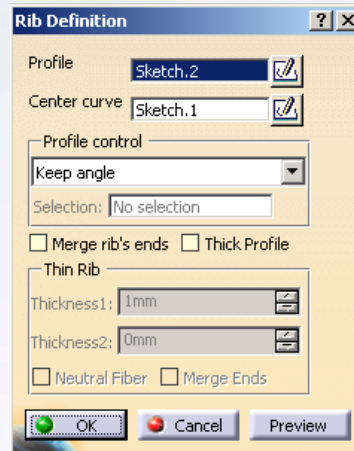 Rib Definition
Profile Sketch.2
Center curve Sketch.1
Profile control
Keep angle
Selection: No selection
Merge rib's ends Thick Profile
Thin Rib
Thickness1: 1mm
Thickness2: 0mm
Neutral Fiber Merge Ends
OK Cancel Preview